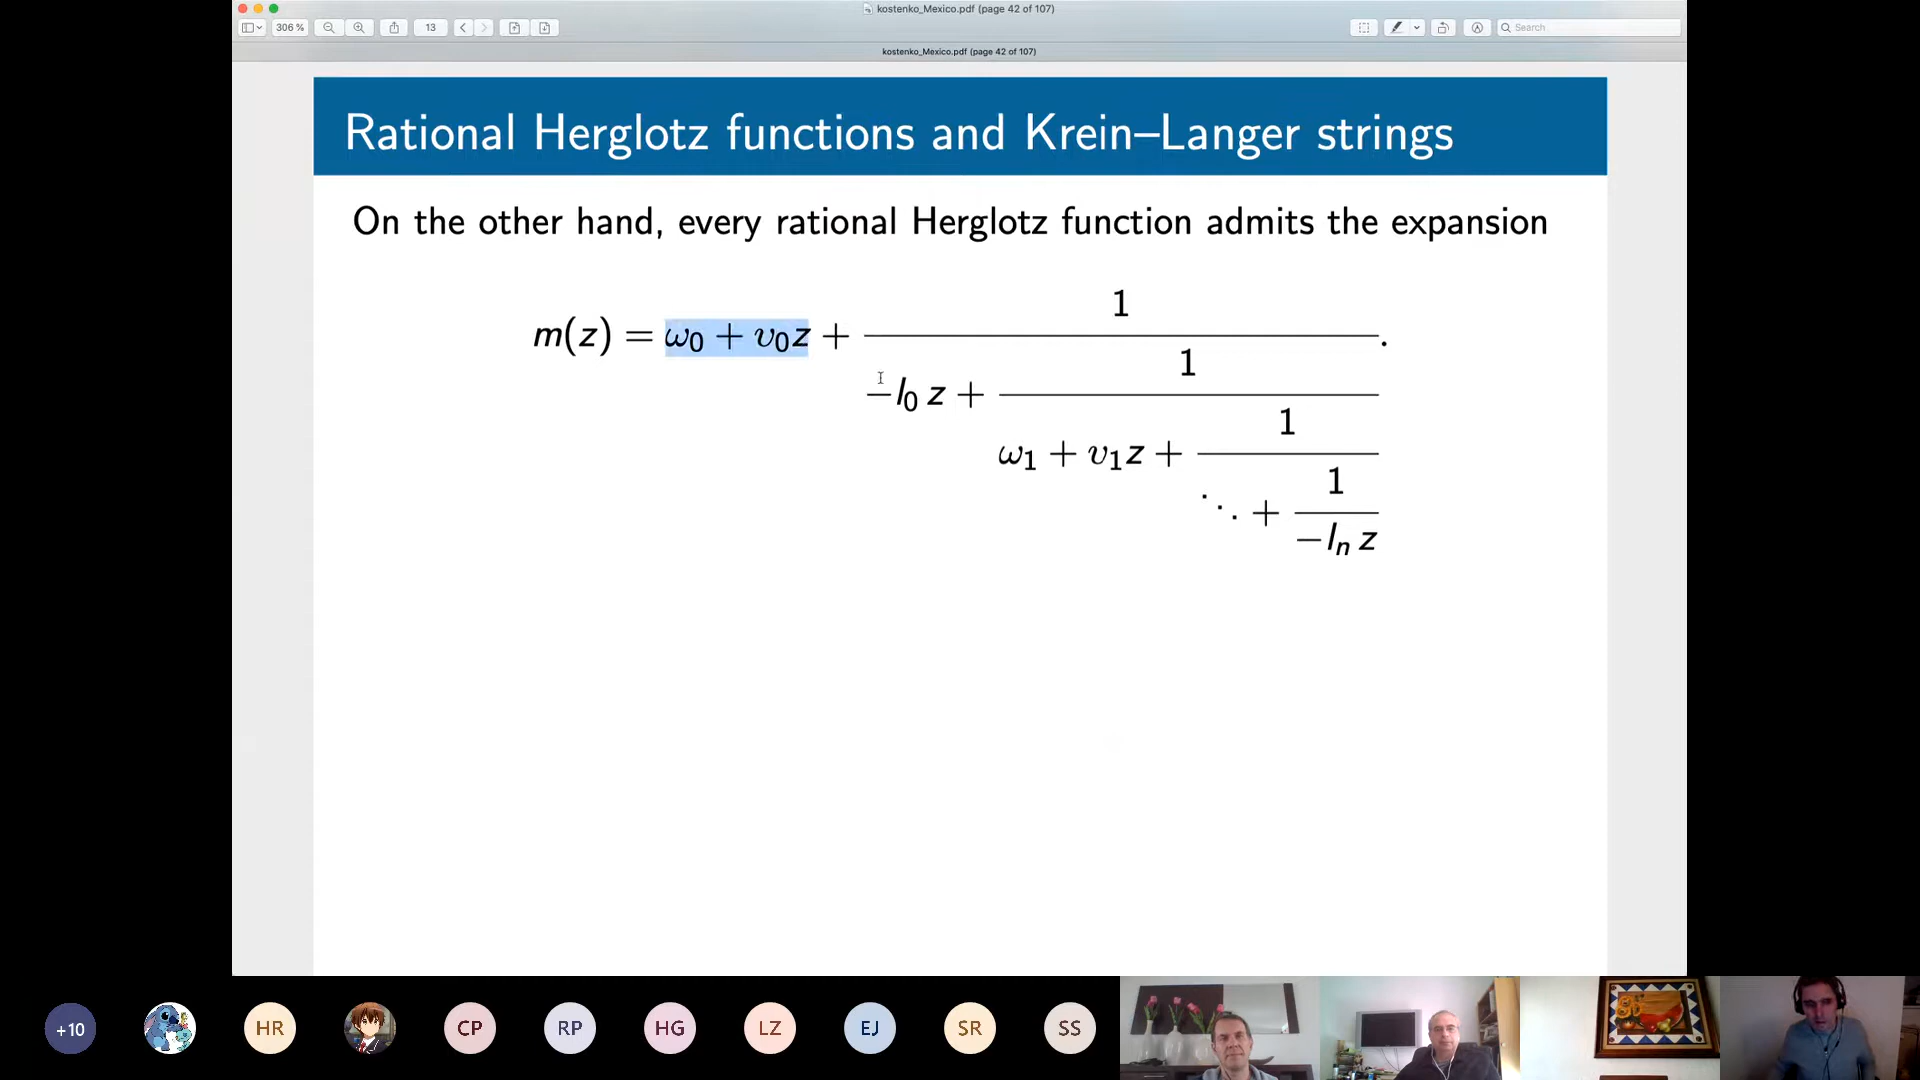 kostenko_Mexico.pdf (page 42 of 107)
306 %
13
Search
kostenko_Mexico.pdf (page 42 of 107)
Rational Herglotz functions and Krein–Langer strings
On the other hand, every rational Herglotz function admits the expansion
1
m(z) = ω₀ + υ₀z + .
1
−l₀ z +
1
ω₁ + υ₁z +
1
⋱ +
−lₙ z
+10 HR CP RP HG LZ EJ SR SS